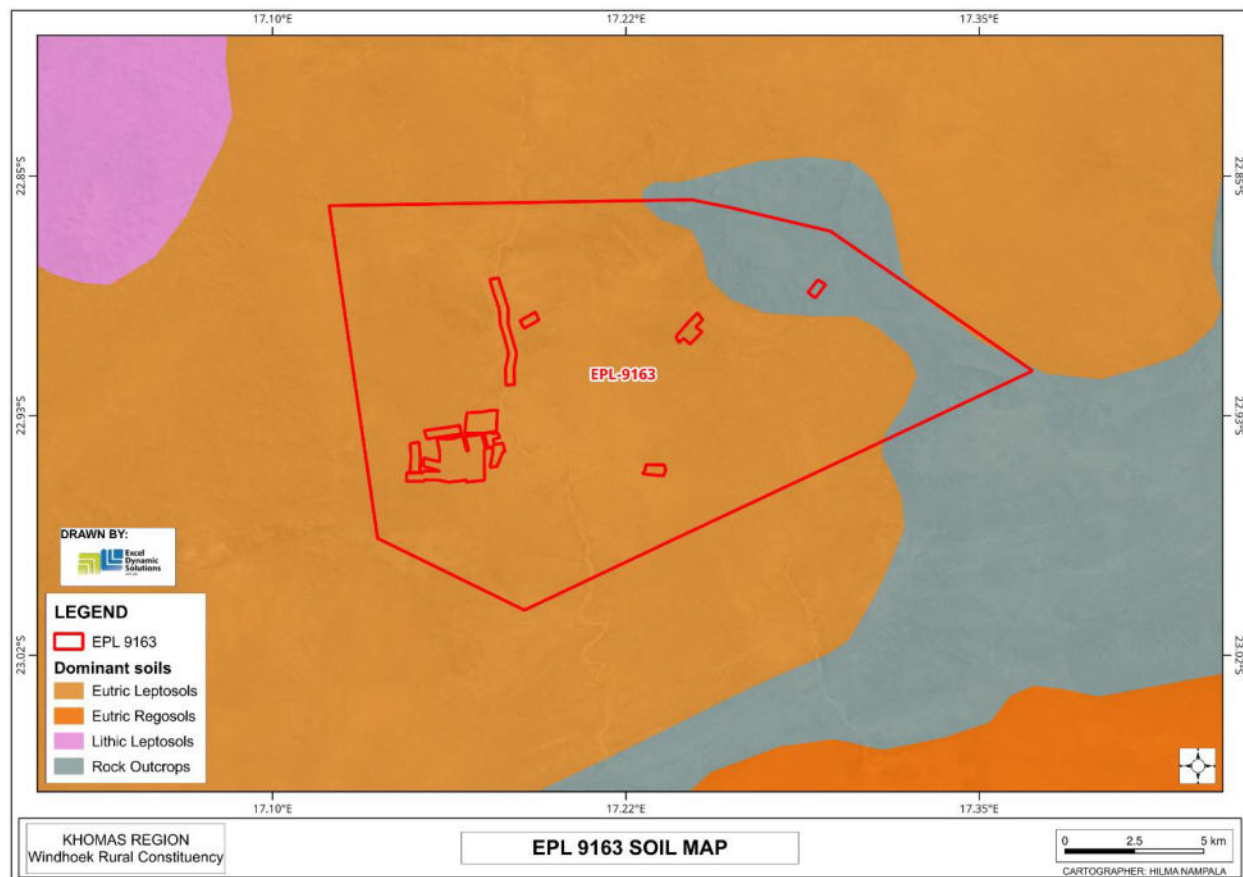 17.10°E
17.22°E
17.35°E
22.85°S
22.85°S
EPL-9163
22.93°S
22.93°S
DRAWN BY:
Excel
Dynamic
Solutions
LEGEND
EPL 9163
Dominant soils
Eutric Leptosols
Eutric Regosols
Lithic Leptosols
Rock Outcrops
23.02°S
23.02°S
17.10°E
17.22°E
17.35°E
KHOMAS REGION
Windhoek Rural Constituency
EPL 9163 SOIL MAP
0 2.5 5 km
CARTOGRAPHER: HILMA NAMPALA